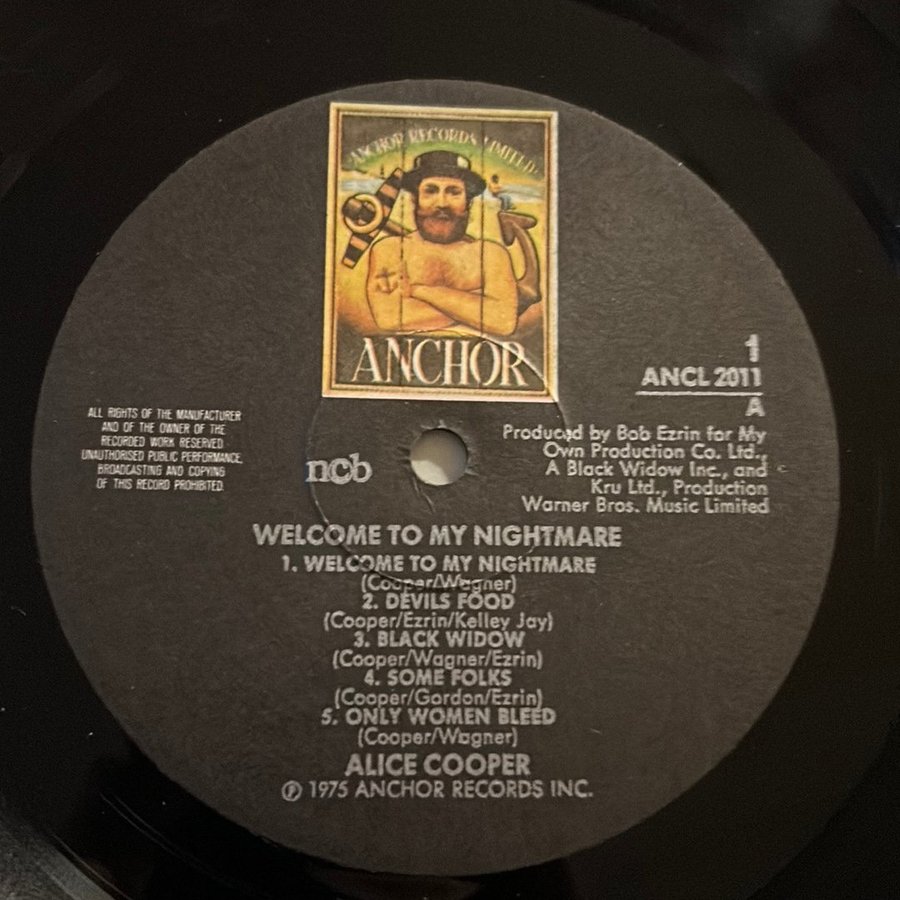 ANCHOR RECORDS LIMITED.
ANCHOR
1
ANCL 2011
A
ALL RIGHTS OF THE MANUFACTURER
AND OF THE OWNER OF THE
RECORDED WORK RESERVED.
UNAUTHORISED PUBLIC PERFORMANCE,
BROADCASTING AND COPYING
OF THIS RECORD PROHIBITED.
ncb
Produced by Bob Ezrin for My
Own Production Co. Ltd.,
A Black Widow Inc., and
Kru Ltd., Production
Warner Bros. Music Limited
WELCOME TO MY NIGHTMARE
1. WELCOME TO MY NIGHTMARE
(Cooper/Wagner)
2. DEVILS FOOD
(Cooper/Ezrin/Kelley Jay)
3. BLACK WIDOW
(Cooper/Wagner/Ezrin)
4. SOME FOLKS
(Cooper/Gordon/Ezrin)
5. ONLY WOMEN BLEED
(Cooper/Wagner)
ALICE COOPER
℗ 1975 ANCHOR RECORDS INC.